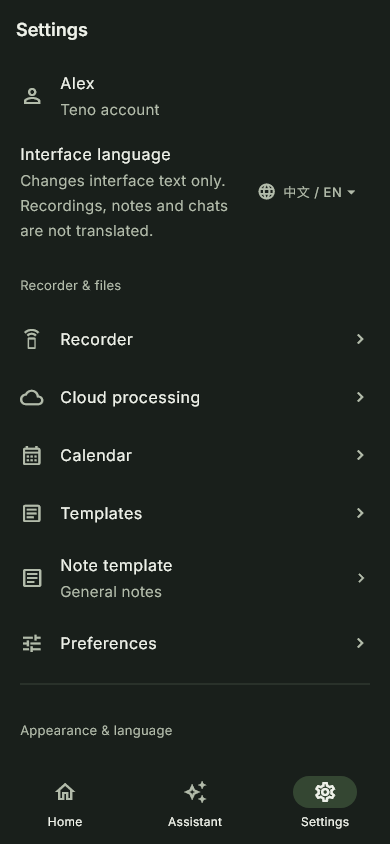 Settings
Alex
Teno account
Interface language
Changes interface text only.
Recordings, notes and chats
are not translated.
中文 / EN
Recorder & files
Recorder
Cloud processing
Calendar
Templates
Note template
General notes
Preferences
Appearance & language
Home
Assistant
Settings